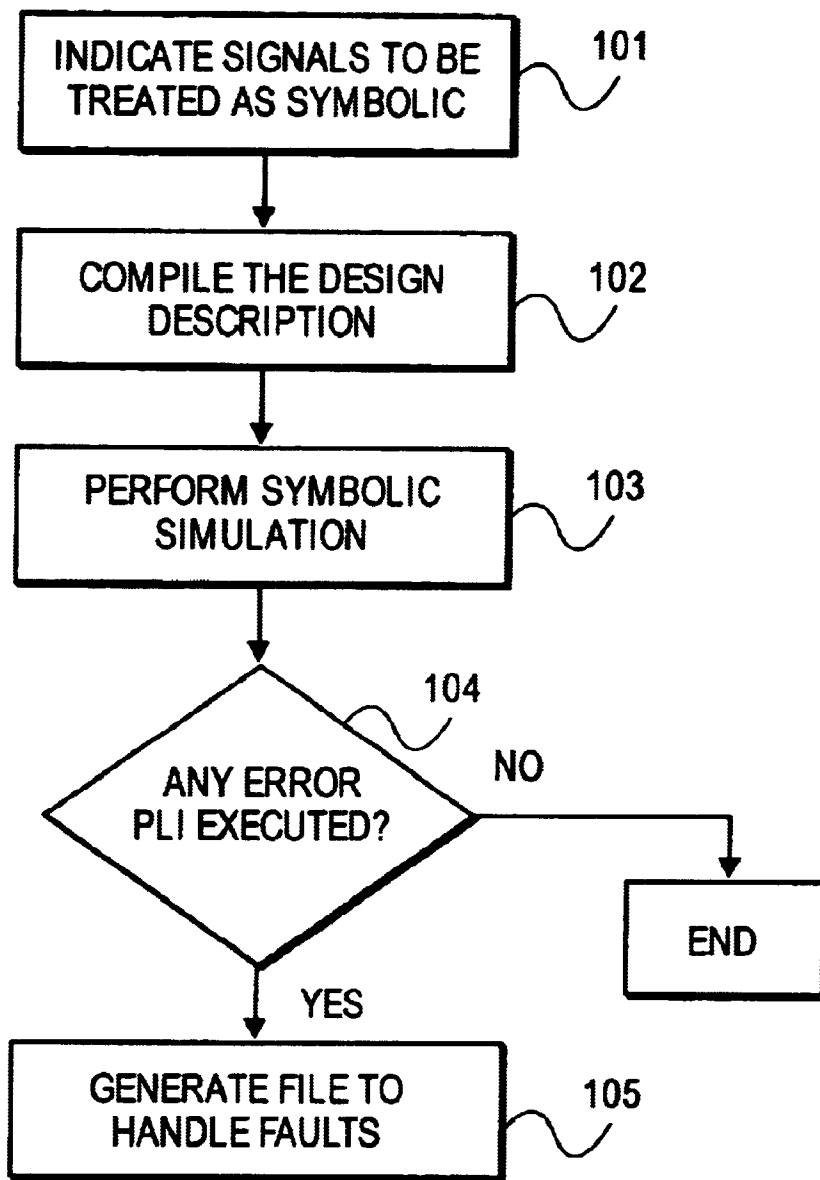 INDICATE SIGNALS TO BE
TREATED AS SYMBOLIC
101
COMPILE THE DESIGN
DESCRIPTION
102
PERFORM SYMBOLIC
SIMULATION
103
104
ANY ERROR
PLI EXECUTED?
NO
END
YES
GENERATE FILE TO
HANDLE FAULTS
105